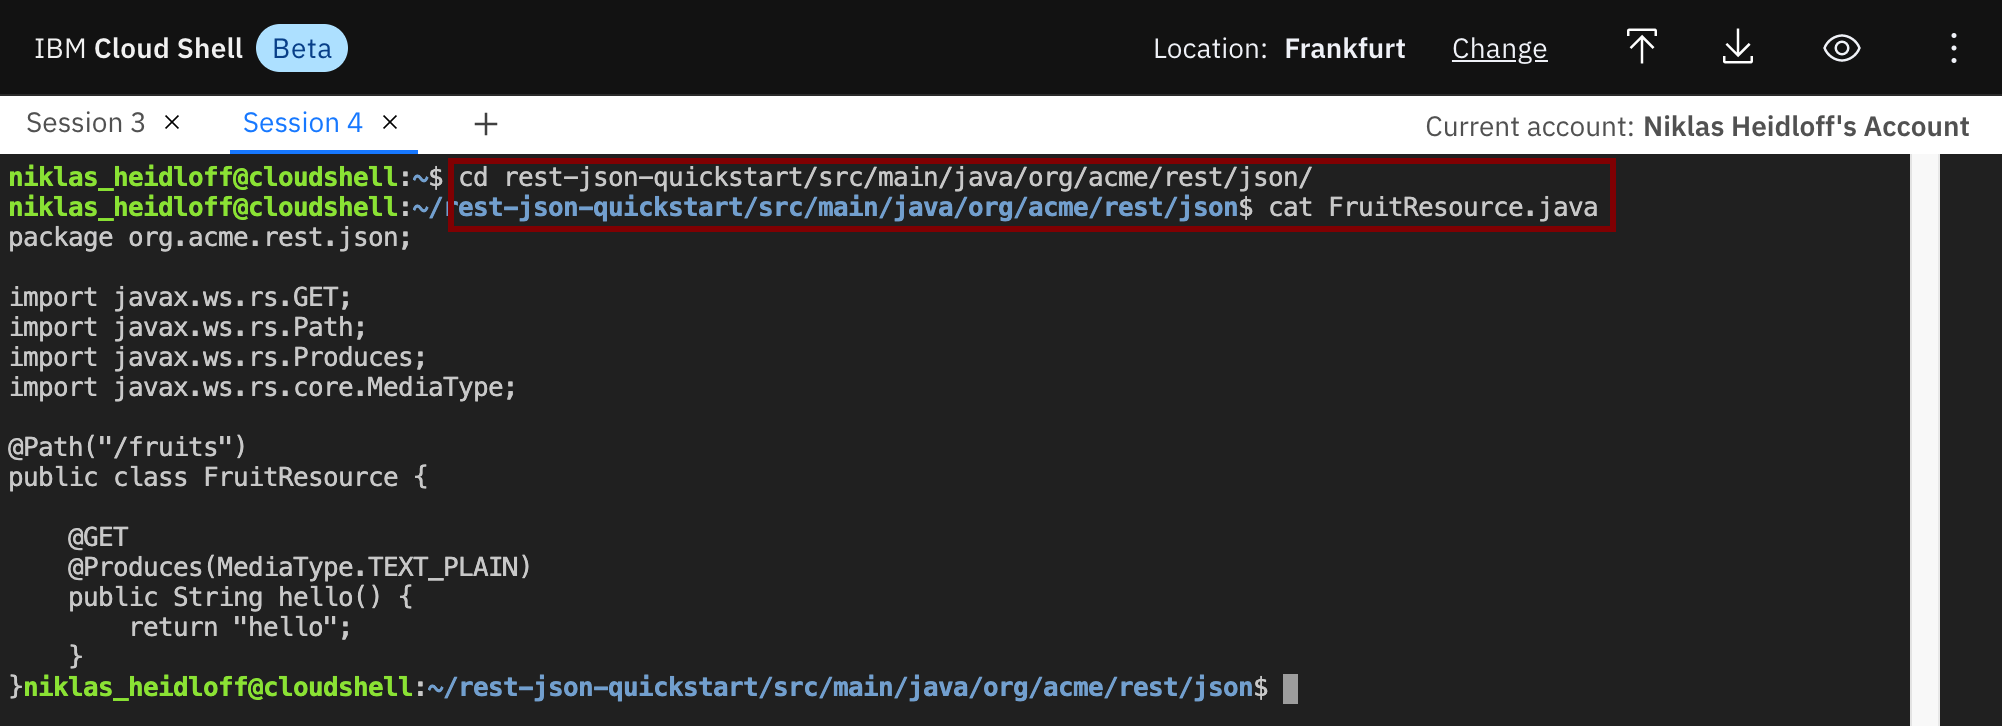 IBM Cloud Shell Beta Location: Frankfurt Change
Session 3 × Session 4 × + Current account: Niklas Heidloff's Account
niklas_heidloff@cloudshell:~$ cd rest-json-quickstart/src/main/java/org/acme/rest/json/
niklas_heidloff@cloudshell:~/rest-json-quickstart/src/main/java/org/acme/rest/json$ cat FruitResource.java
package org.acme.rest.json;

import javax.ws.rs.GET;
import javax.ws.rs.Path;
import javax.ws.rs.Produces;
import javax.ws.rs.core.MediaType;

@Path("/fruits")
public class FruitResource {

    @GET
    @Produces(MediaType.TEXT_PLAIN)
    public String hello() {
        return "hello";
    }
}niklas_heidloff@cloudshell:~/rest-json-quickstart/src/main/java/org/acme/rest/json$